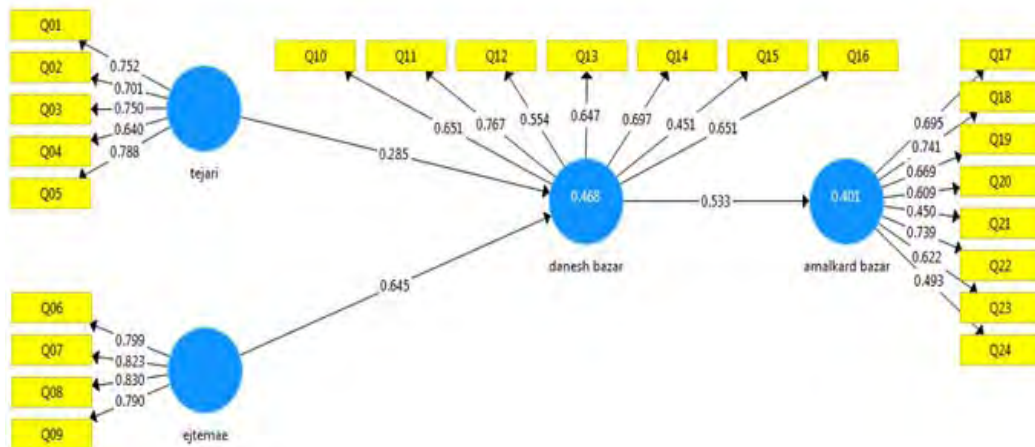 Q01
Q02
Q03
Q04
Q05
0.752
0.701
0.750
0.640
0.788
tejari
Q10
Q11
Q12
Q13
Q14
Q15
Q16
0.651
0.767
0.554
0.647
0.697
0.451
0.651
0.285
0.468
danesh bazar
0.533
0.401
amalkard bazar
0.695
0.741
0.669
0.609
0.450
0.739
0.622
0.493
Q17
Q18
Q19
Q20
Q21
Q22
Q23
Q24
0.645
Q06
Q07
Q08
Q09
0.799
0.823
0.830
0.790
ejtemae